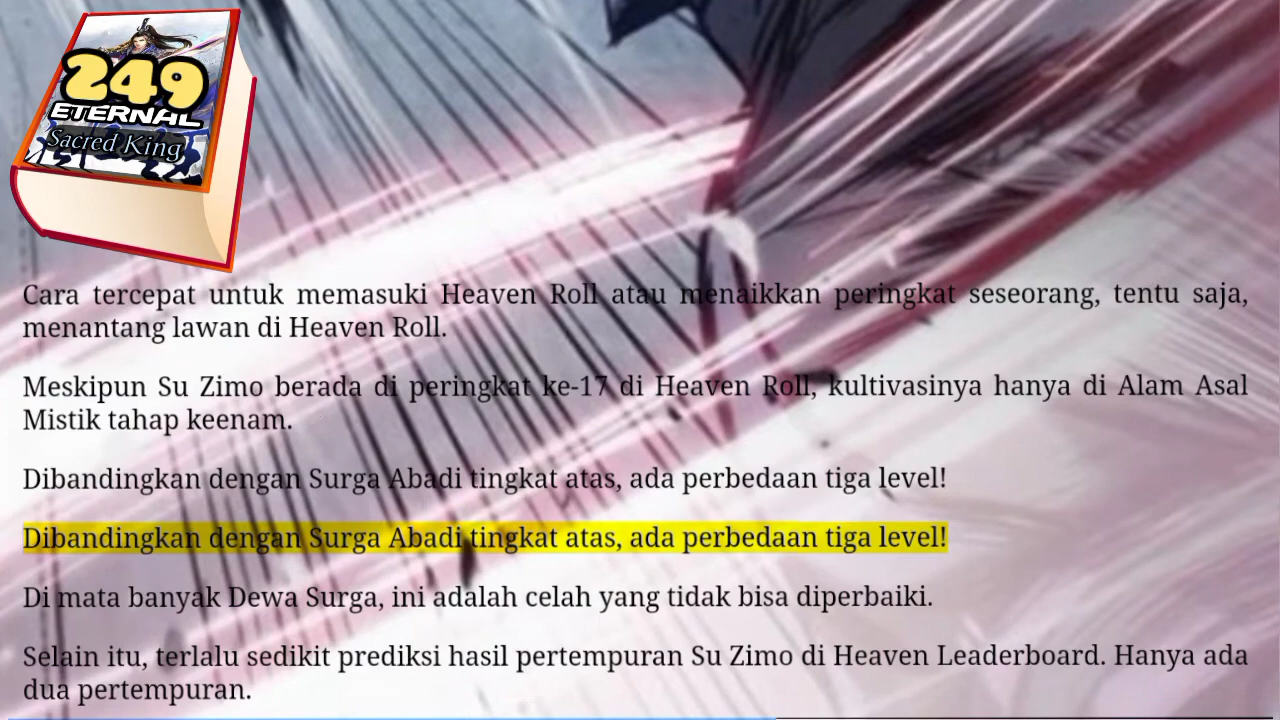 249
ETERNAL
Sacred King
Cara tercepat untuk memasuki Heaven Roll atau menaikkan peringkat seseorang, tentu saja,
menantang lawan di Heaven Roll.
Meskipun Su Zimo berada di peringkat ke-17 di Heaven Roll, kultivasinya hanya di Alam Asal
Mistik tahap keenam.
Dibandingkan dengan Surga Abadi tingkat atas, ada perbedaan tiga level!
Dibandingkan dengan Surga Abadi tingkat atas, ada perbedaan tiga level!
Di mata banyak Dewa Surga, ini adalah celah yang tidak bisa diperbaiki.
Selain itu, terlalu sedikit prediksi hasil pertempuran Su Zimo di Heaven Leaderboard. Hanya ada
dua pertempuran.